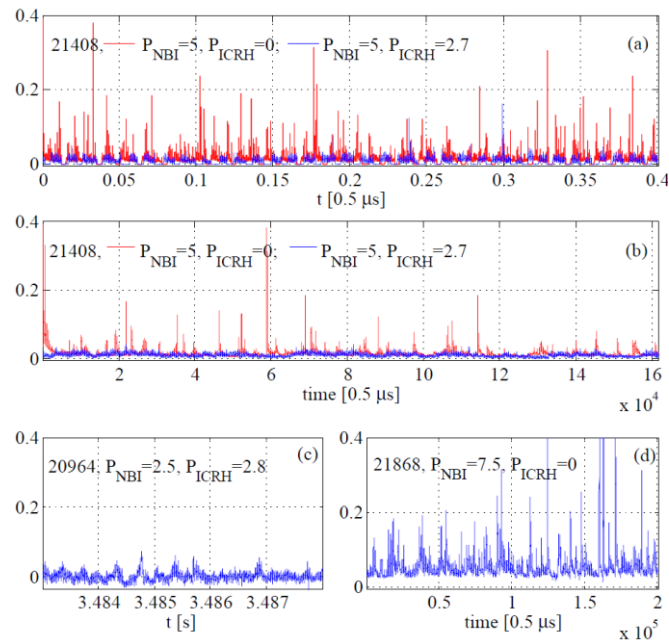 0.4
21408, P_NBI=5, P_ICRH=0; P_NBI=5, P_ICRH=2.7 (a)
0.2
0
0 0.05 0.1 0.15 0.2 0.25 0.3 0.35 0.4
t [0.5 μs]
0.4
21408, P_NBI=5, P_ICRH=0; P_NBI=5, P_ICRH=2.7 (b)
0.2
0
2 4 6 8 10 12 14 16
time [0.5 μs] x 10^4
0.4
20964, P_NBI=2.5, P_ICRH=2.8 (c)
0.2
0
3.484 3.485 3.486 3.487
t [s]
0.4
21868, P_NBI=7.5, P_ICRH=0 (d)
0.2
0
0.5 1 1.5 2
time [0.5 μs] x 10^5